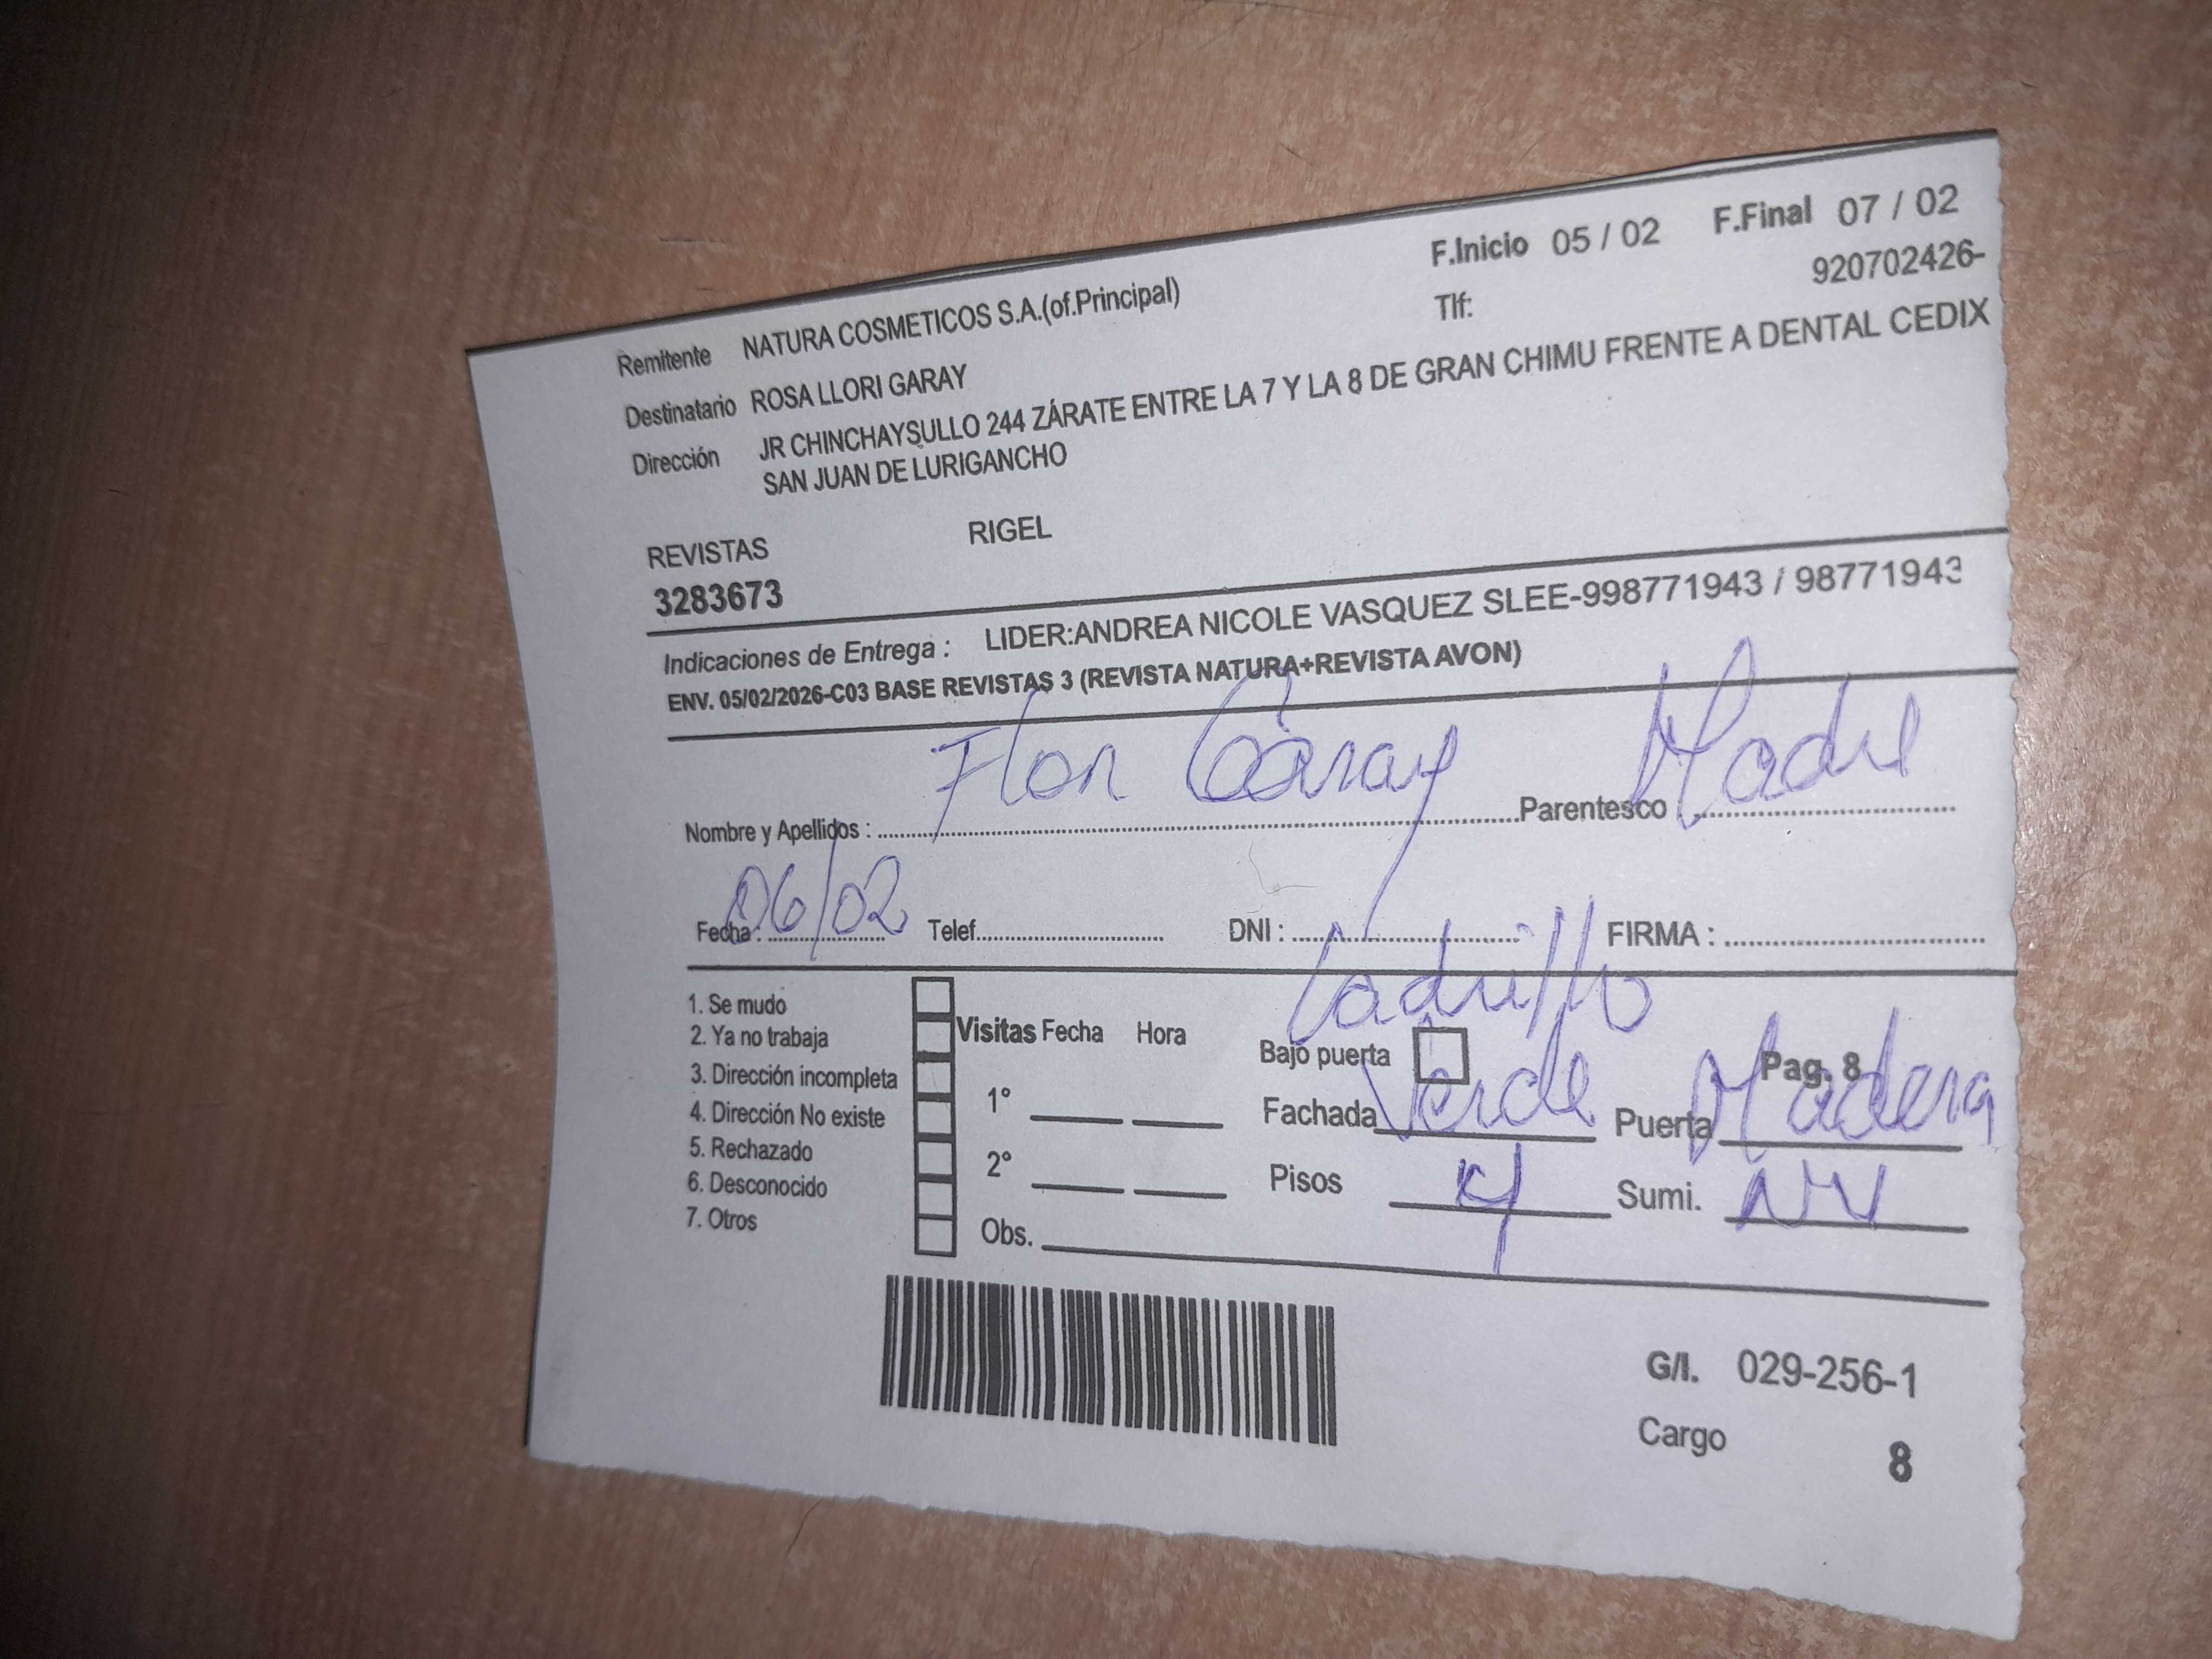 F.Inicio 05 / 02 F.Final 07 / 02
Remitente NATURA COSMETICOS S.A.(of.Principal) Tlf: 920702426-
Destinatario ROSA LLORI GARAY
Dirección JR CHINCHAYSULLO 244 ZÁRATE ENTRE LA 7 Y LA 8 DE GRAN CHIMU FRENTE A DENTAL CEDIX
SAN JUAN DE LURIGANCHO
REVISTAS RIGEL
3283673
Indicaciones de Entrega : LIDER:ANDREA NICOLE VASQUEZ SLEE-998771943 / 98771943
ENV. 05/02/2026-C03 BASE REVISTAS 3 (REVISTA NATURA+REVISTA AVON)
Nombre y Apellidos : Flor Garay Parentesco : Madre
Fecha : 06/02 Telef. DNI : FIRMA :
1. Se mudo
2. Ya no trabaja
3. Dirección incompleta
4. Dirección No existe
5. Rechazado
6. Desconocido
7. Otros
Visitas Fecha Hora
1°
2°
Obs.
Ladrillo
Bajo puerta Pag. 8
Fachada Verde Puerta Madera
Pisos 4 Sumi. NV
G/I. 029-256-1
Cargo 8